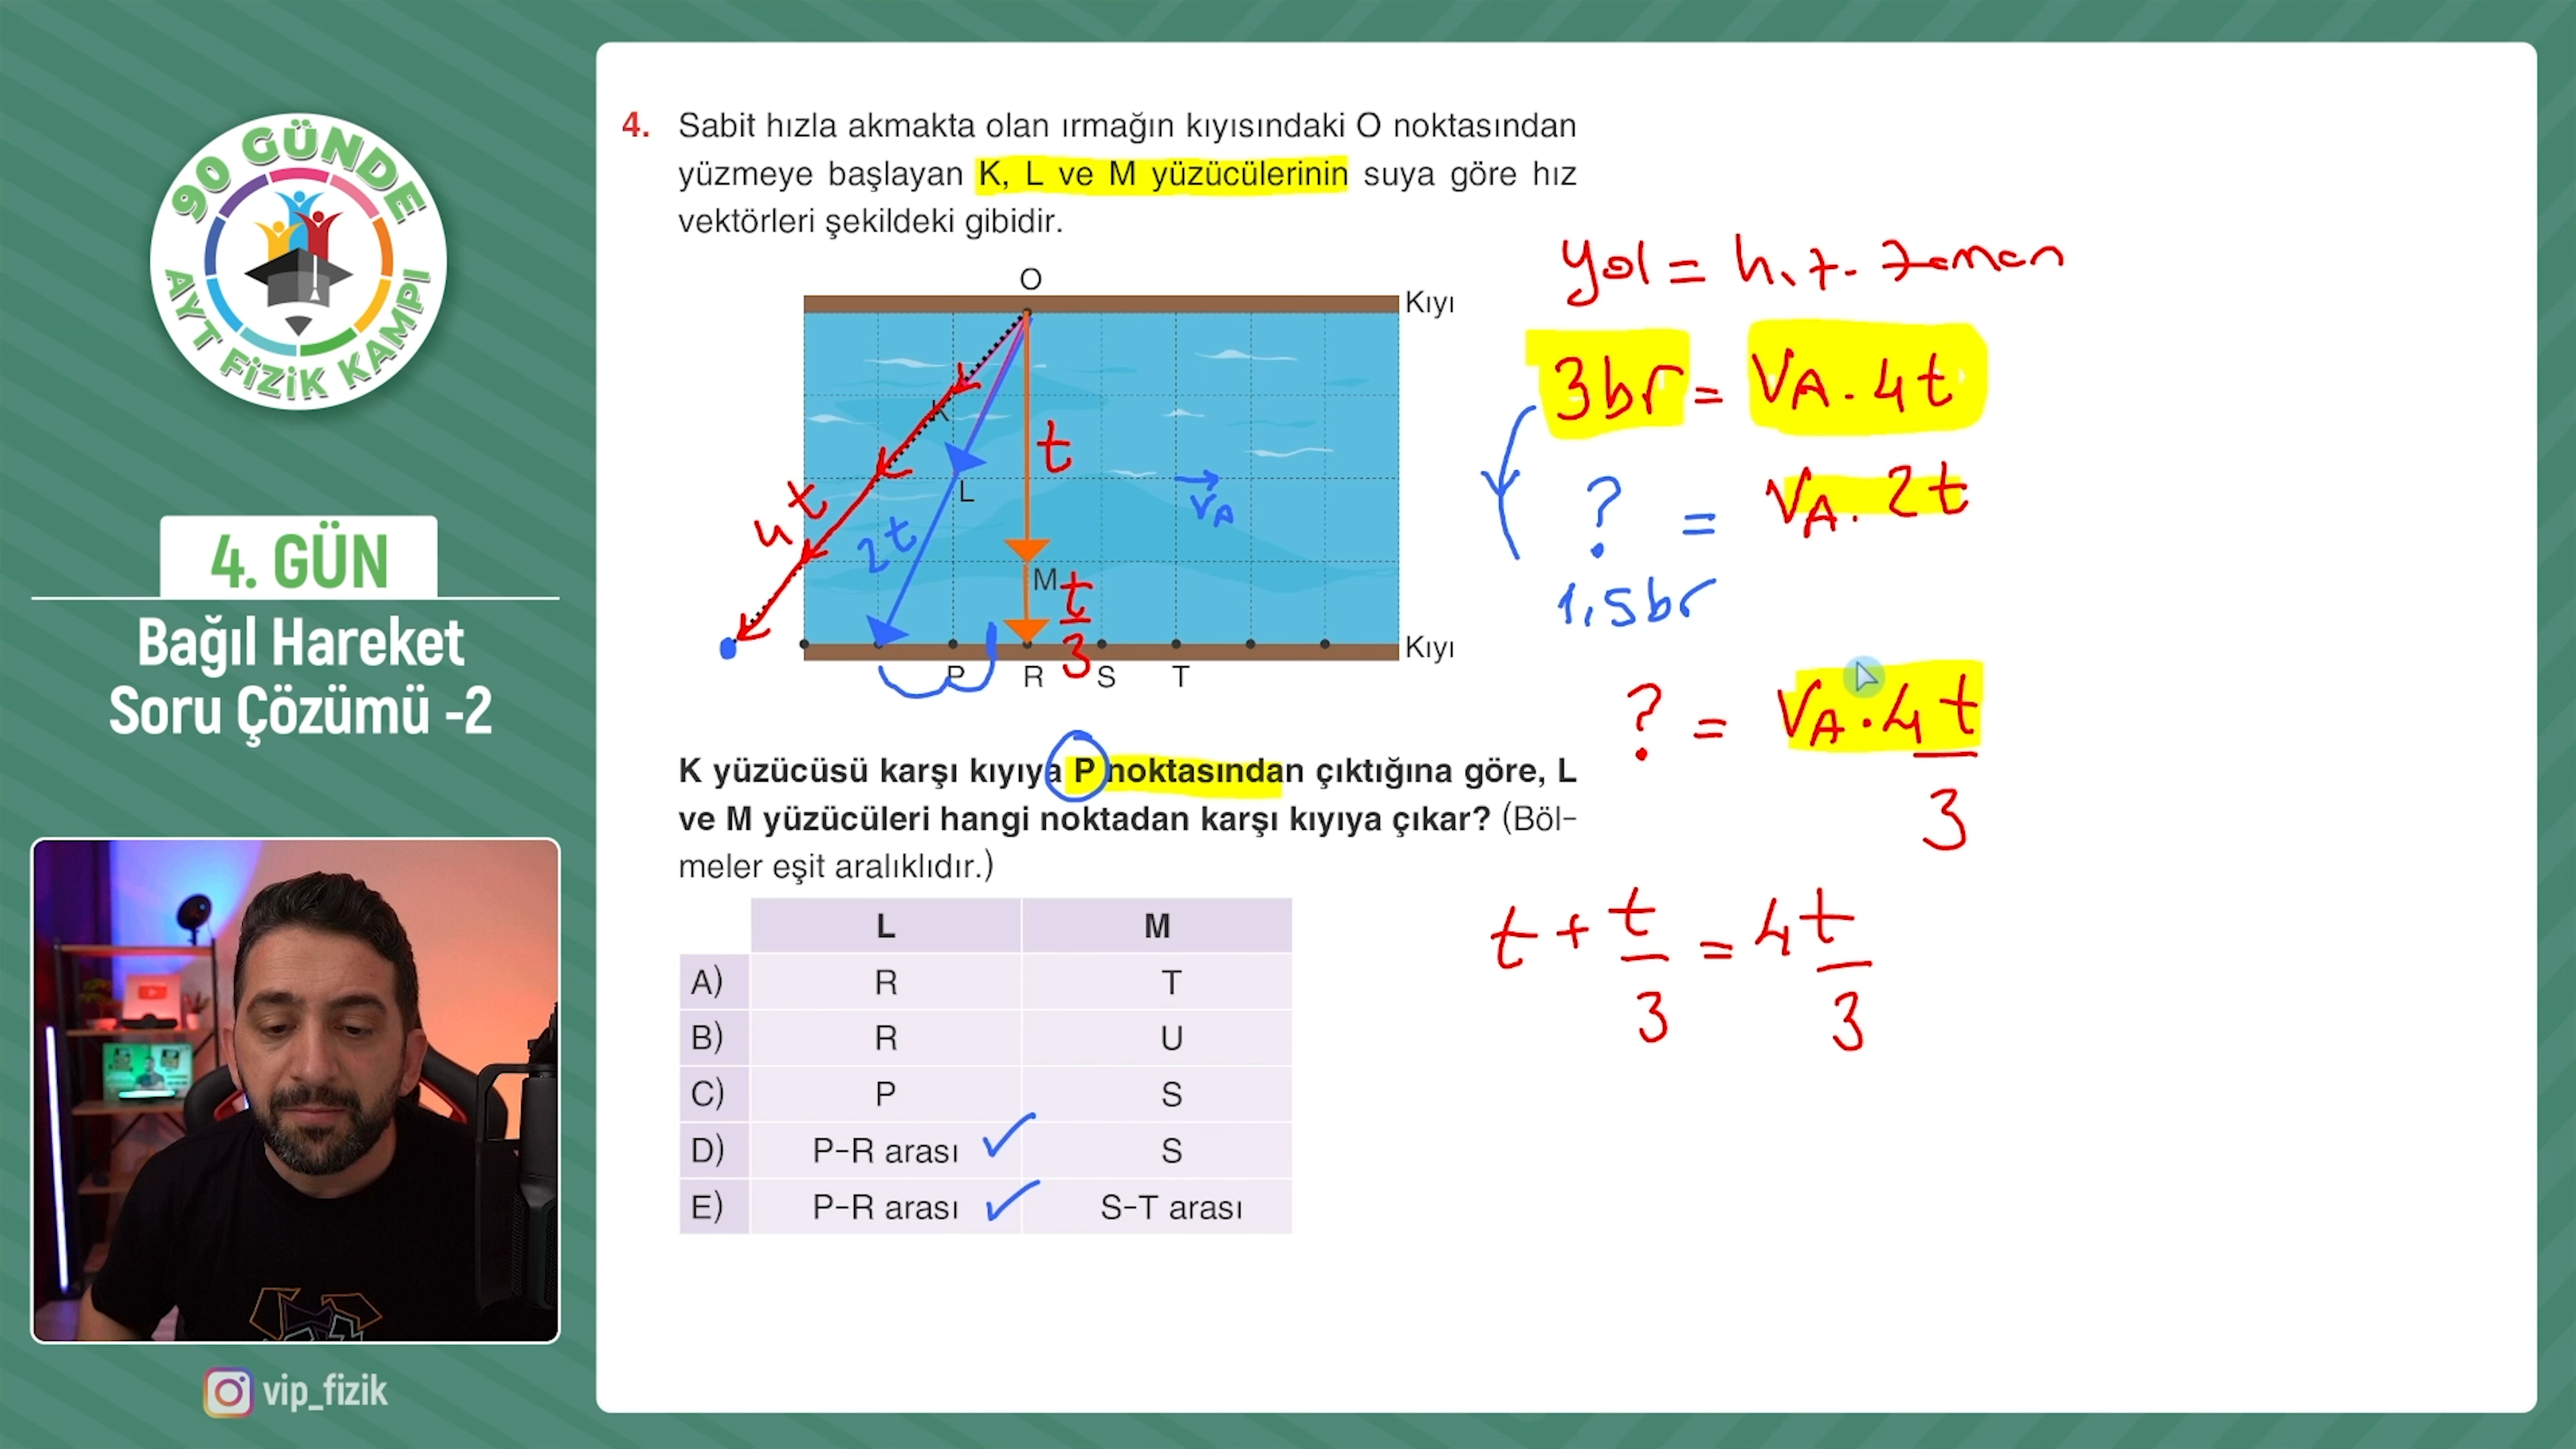 90 GÜNDE
AYT FİZİK KAMPI
4. GÜN
Bağıl Hareket
Soru Çözümü -2
vip_fizik
4. Sabit hızla akmakta olan ırmağın kıyısındaki O noktasından
yüzmeye başlayan K, L ve M yüzücülerinin suya göre hız
vektörleri şekildeki gibidir.
O
Kıyı
K
t
L
VA
4t
2t
M
t/3
Kıyı
P R S T
yol = hız. zaman
3br = VA. 4t
? = VA. 2t
1,5br
? = VA. 4t/3
t + t/3 = 4t/3
K yüzücüsü karşı kıyıya P noktasından çıktığına göre, L
ve M yüzücüleri hangi noktadan karşı kıyıya çıkar? (Böl-
meler eşit aralıklıdır.)
L M
A) R T
B) R U
C) P S
D) P-R arası ✓ S
E) P-R arası ✓ S-T arası